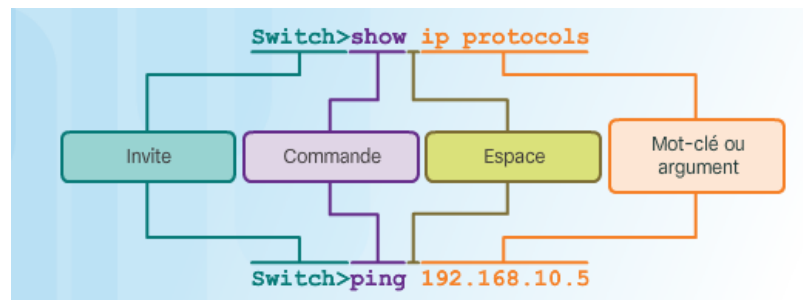 Switch>show ip protocols
Invite
Commande
Espace
Mot-clé ou
argument
Switch>ping 192.168.10.5